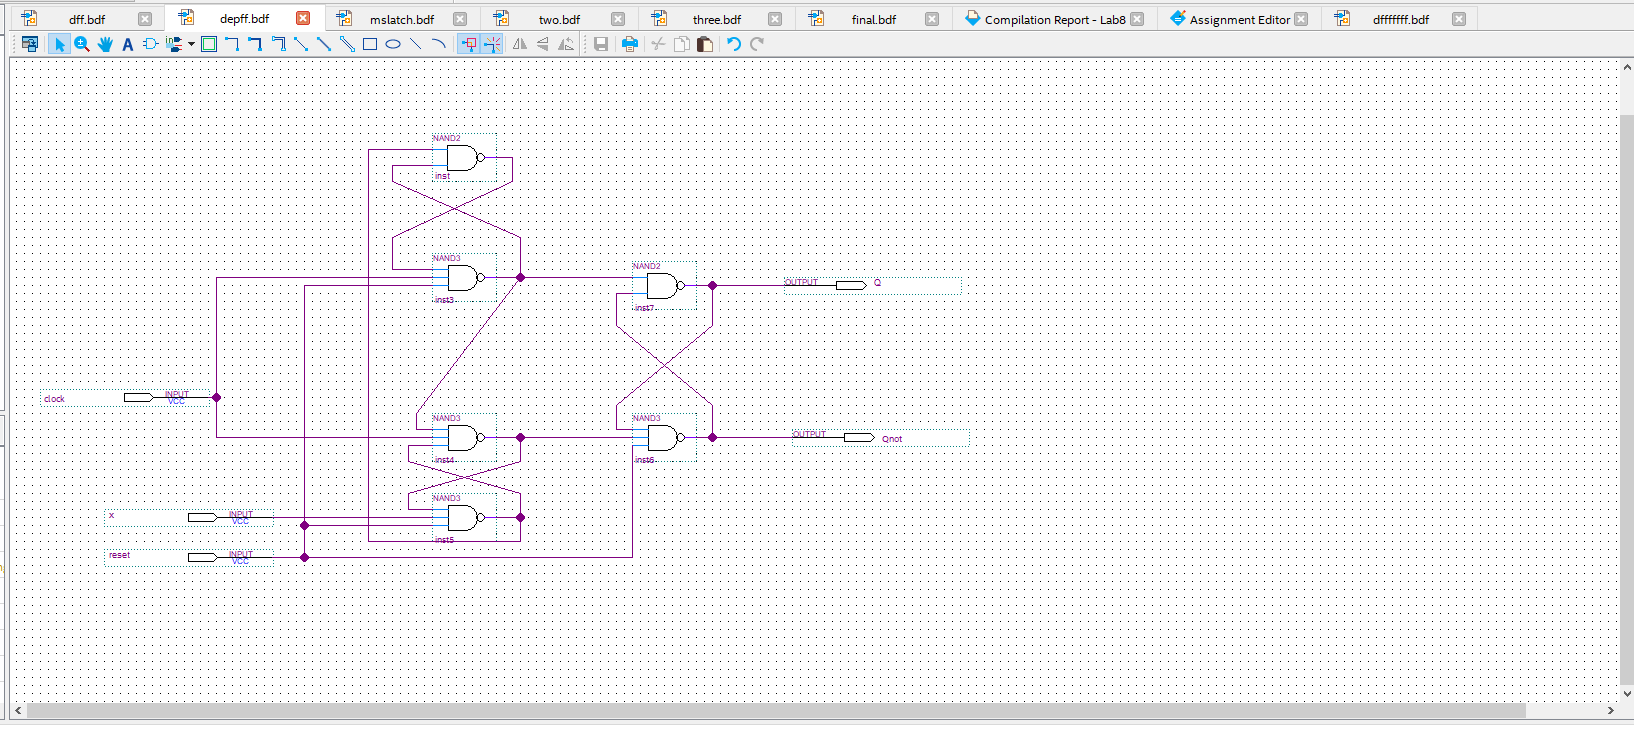 dff.bdf
depff.bdf
mslatch.bdf
two.bdf
three.bdf
final.bdf
Compilation Report - Lab8
Assignment Editor
dfffffff.bdf
NAND2
inst
NAND3
inst3
NAND2
inst7
OUTPUT
Q
clock
INPUT
VCC
NAND3
inst4
NAND3
inst6
OUTPUT
Qnot
NAND3
inst5
x
INPUT
VCC
reset
INPUT
VCC